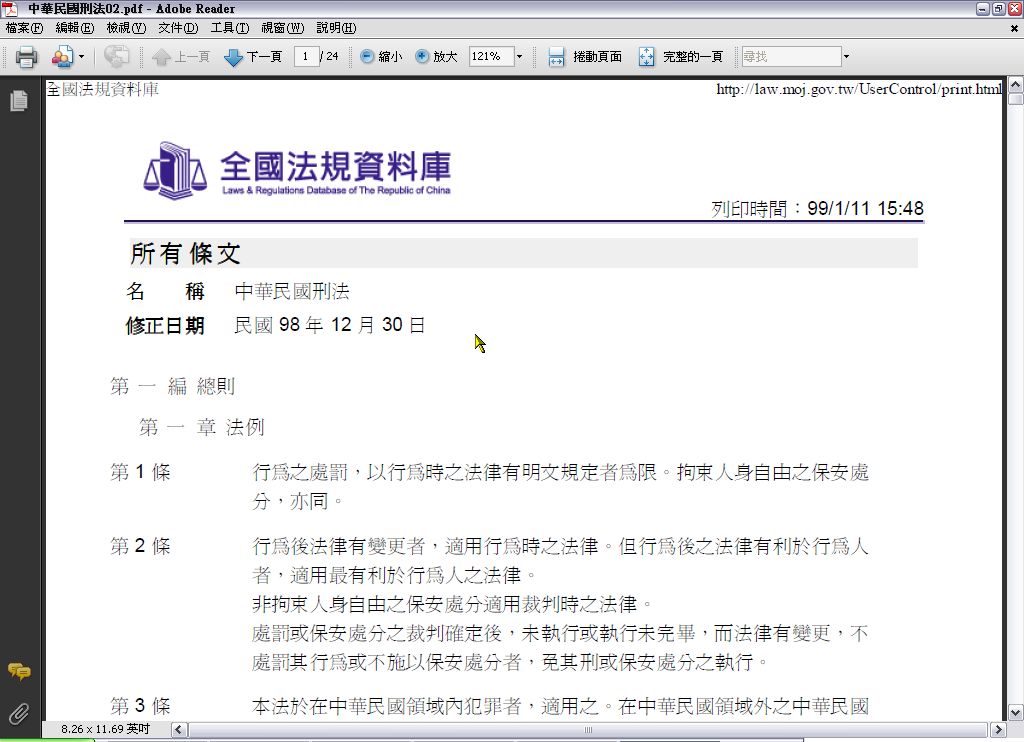 中華民國刑法02.pdf - Adobe Reader
檔案(F) 編輯(E) 檢視(V) 文件(D) 工具(T) 視窗(W) 說明(H)
上一頁 下一頁 1 / 24 縮小 放大 121% 捲動頁面 完整的一頁 尋找
全國法規資料庫 http://law.moj.gov.tw/UserControl/print.html
全國法規資料庫
Laws & Regulations Database of The Republic of China
列印時間：99/1/11 15:48
所有條文
名 稱 中華民國刑法
修正日期 民國 98 年 12 月 30 日
第 一 編 總則
第 一 章 法例
第 1 條 行為之處罰，以行為時之法律有明文規定者為限。拘束人身自由之保安處
分，亦同。
第 2 條 行為後法律有變更者，適用行為時之法律。但行為後之法律有利於行為人
者，適用最有利於行為人之法律。
非拘束人身自由之保安處分適用裁判時之法律。
處罰或保安處分之裁判確定後，未執行或執行未完畢，而法律有變更，不
處罰其行為或不施以保安處分者，免其刑或保安處分之執行。
第 3 條 本法於在中華民國領域內犯罪者，適用之。在中華民國領域外之中華民國
8.26 x 11.69 英吋